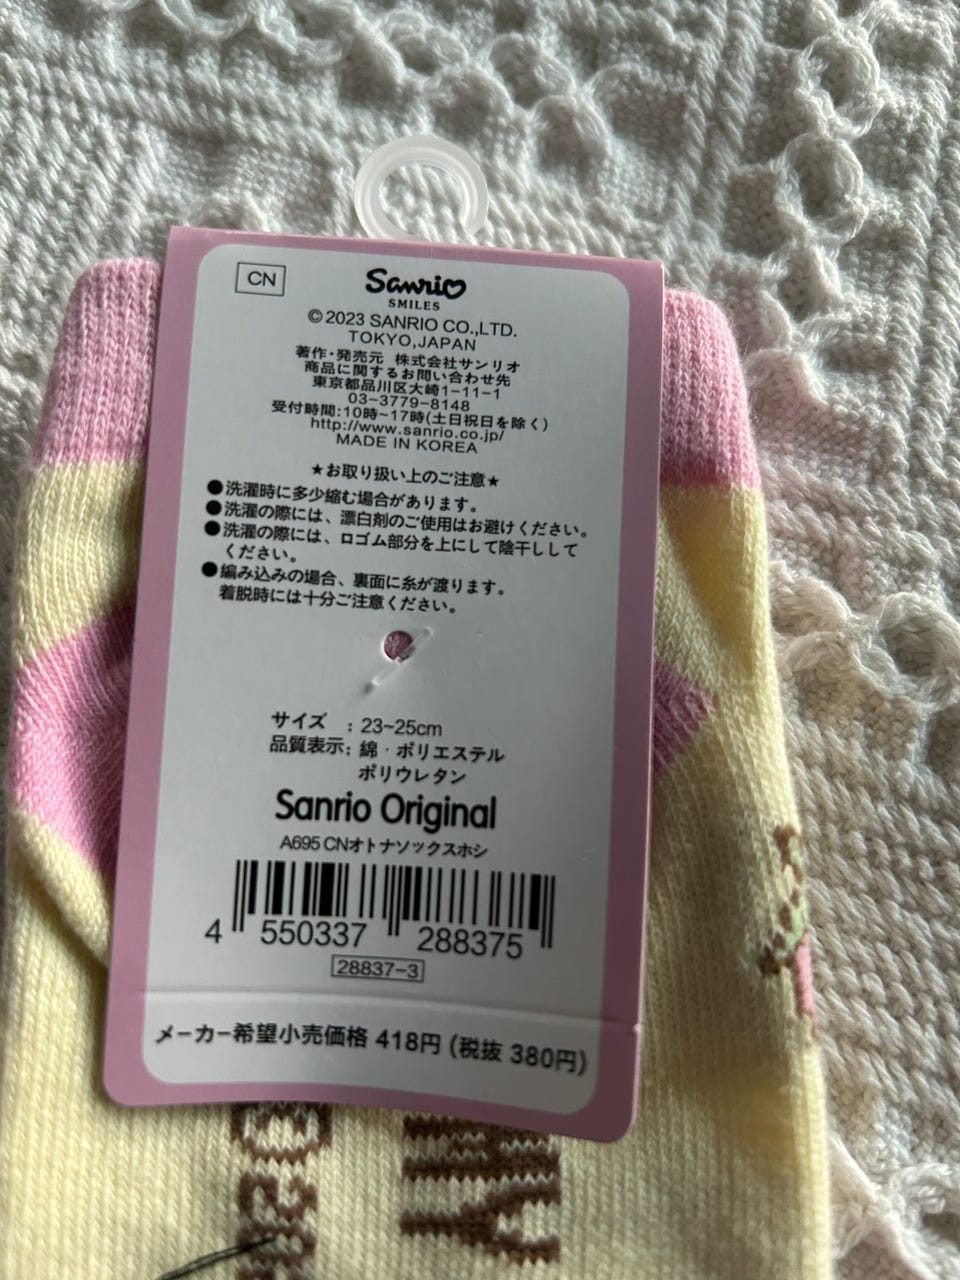 CN
Sanrio
SMILES
© 2023 SANRIO CO.,LTD.
TOKYO,JAPAN
著作・発売元 株式会社サンリオ
商品に関するお問い合わせ先
東京都品川区大崎1-11-1
03-3779-8148
受付時間:10時~17時(土日祝日を除く)
http://www.sanrio.co.jp/
MADE IN KOREA
★お取り扱い上のご注意★
●洗濯時に多少縮む場合があります。
●洗濯の際には、漂白剤のご使用はお避けください。
●洗濯の際には、口ゴム部分を上にして陰干しして
ください。
●編み込みの場合、裏面に糸が渡ります。
着脱時には十分ご注意ください。
サイズ : 23~25cm
品質表示: 綿・ポリエステル
ポリウレタン
Sanrio Original
A695 CNオトナソックスホシ
4 550337 288375
28837-3
メーカー希望小売価格 418円 (税抜 380円)